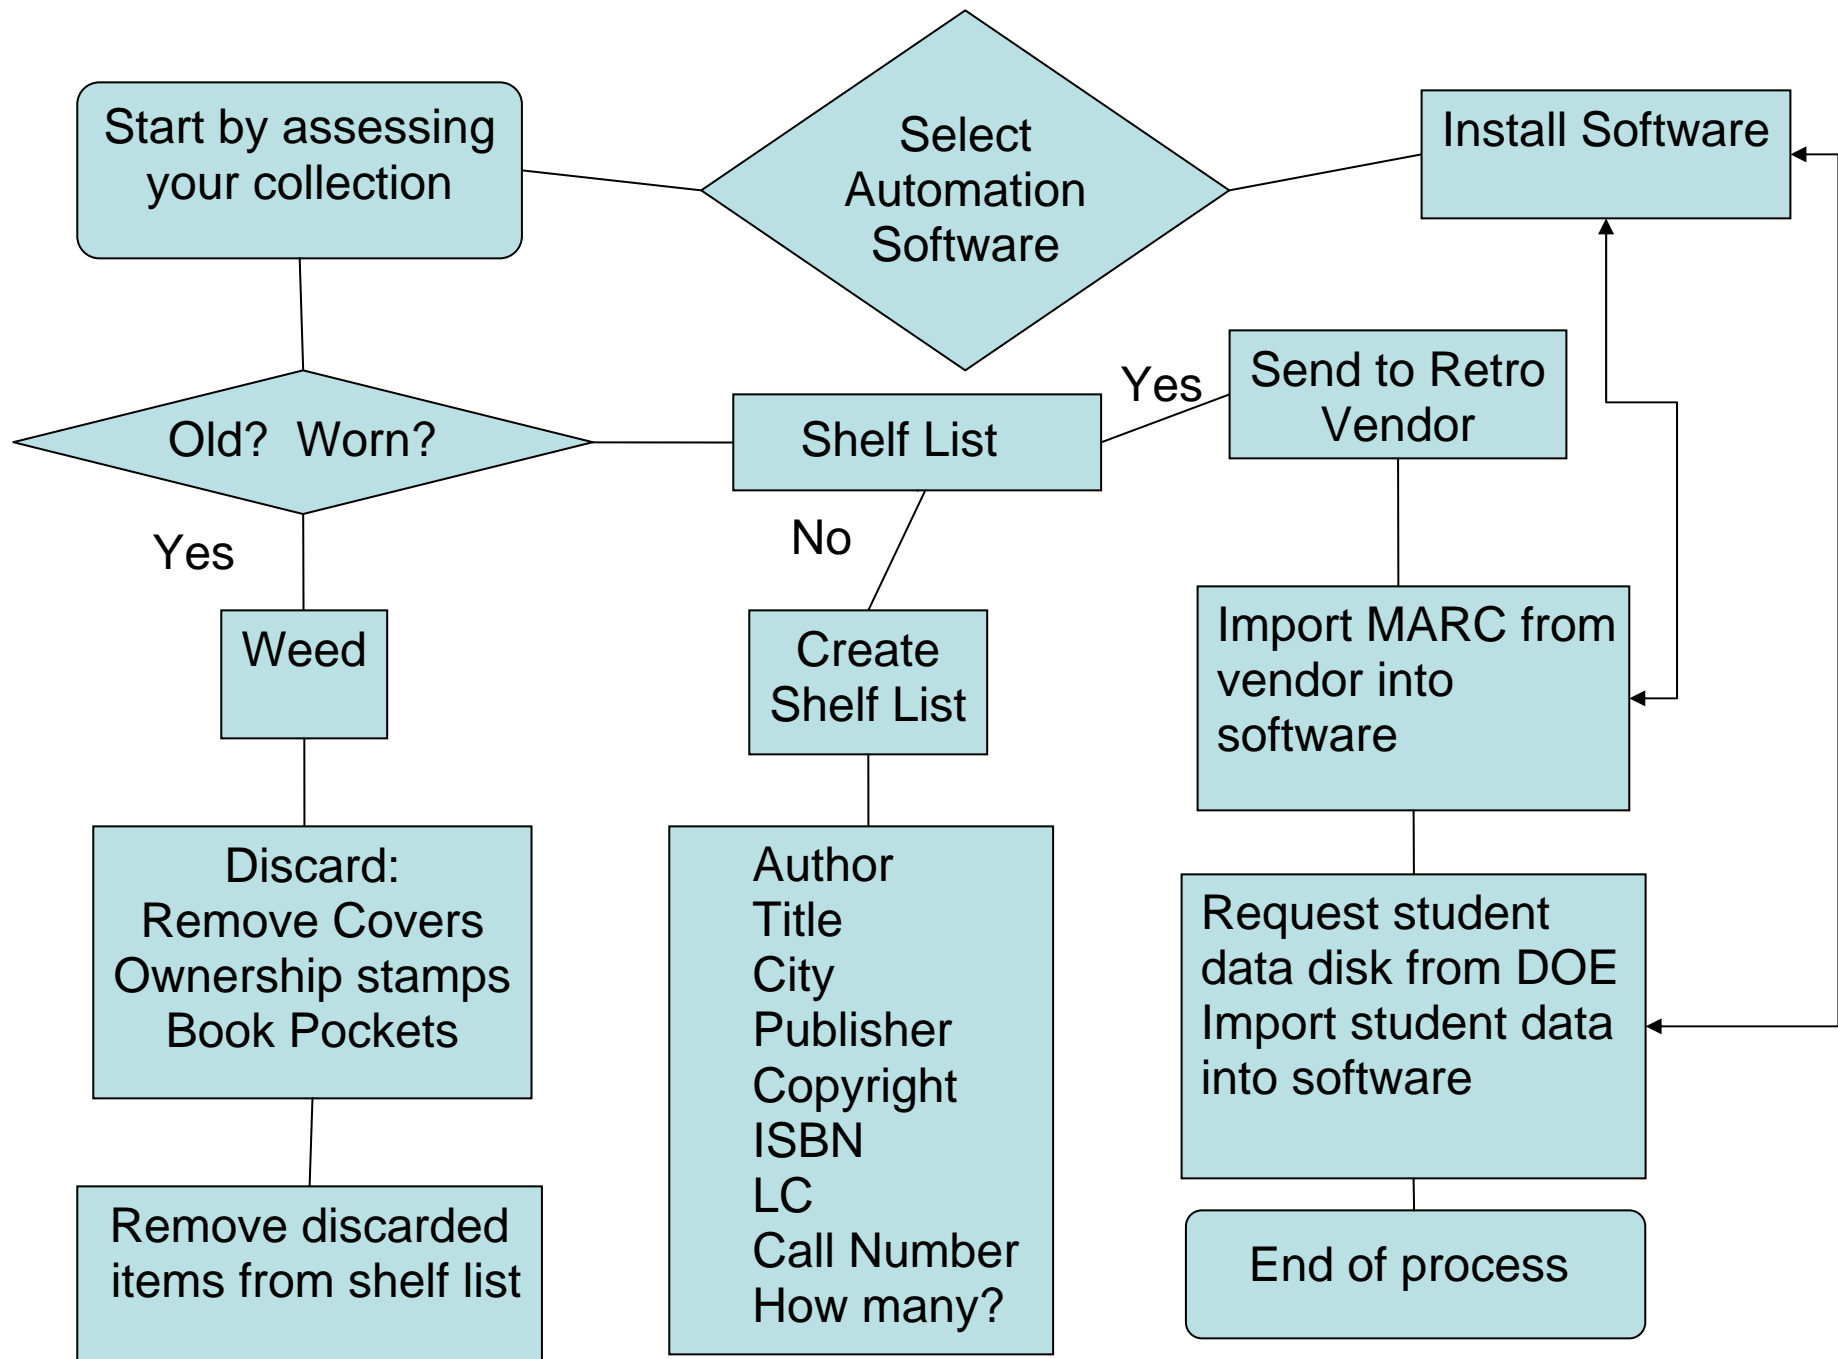 Start by assessing
your collection
Select
Automation
Software
Install Software
Old? Worn?
Shelf List
Yes
Send to Retro
Vendor
Yes
No
Weed
Create
Shelf List
Import MARC from
vendor into
software
Discard:
Remove Covers
Ownership stamps
Book Pockets
Author
Title
City
Publisher
Copyright
ISBN
LC
Call Number
How many?
Request student
data disk from DOE
Import student data
into software
Remove discarded
items from shelf list
End of process